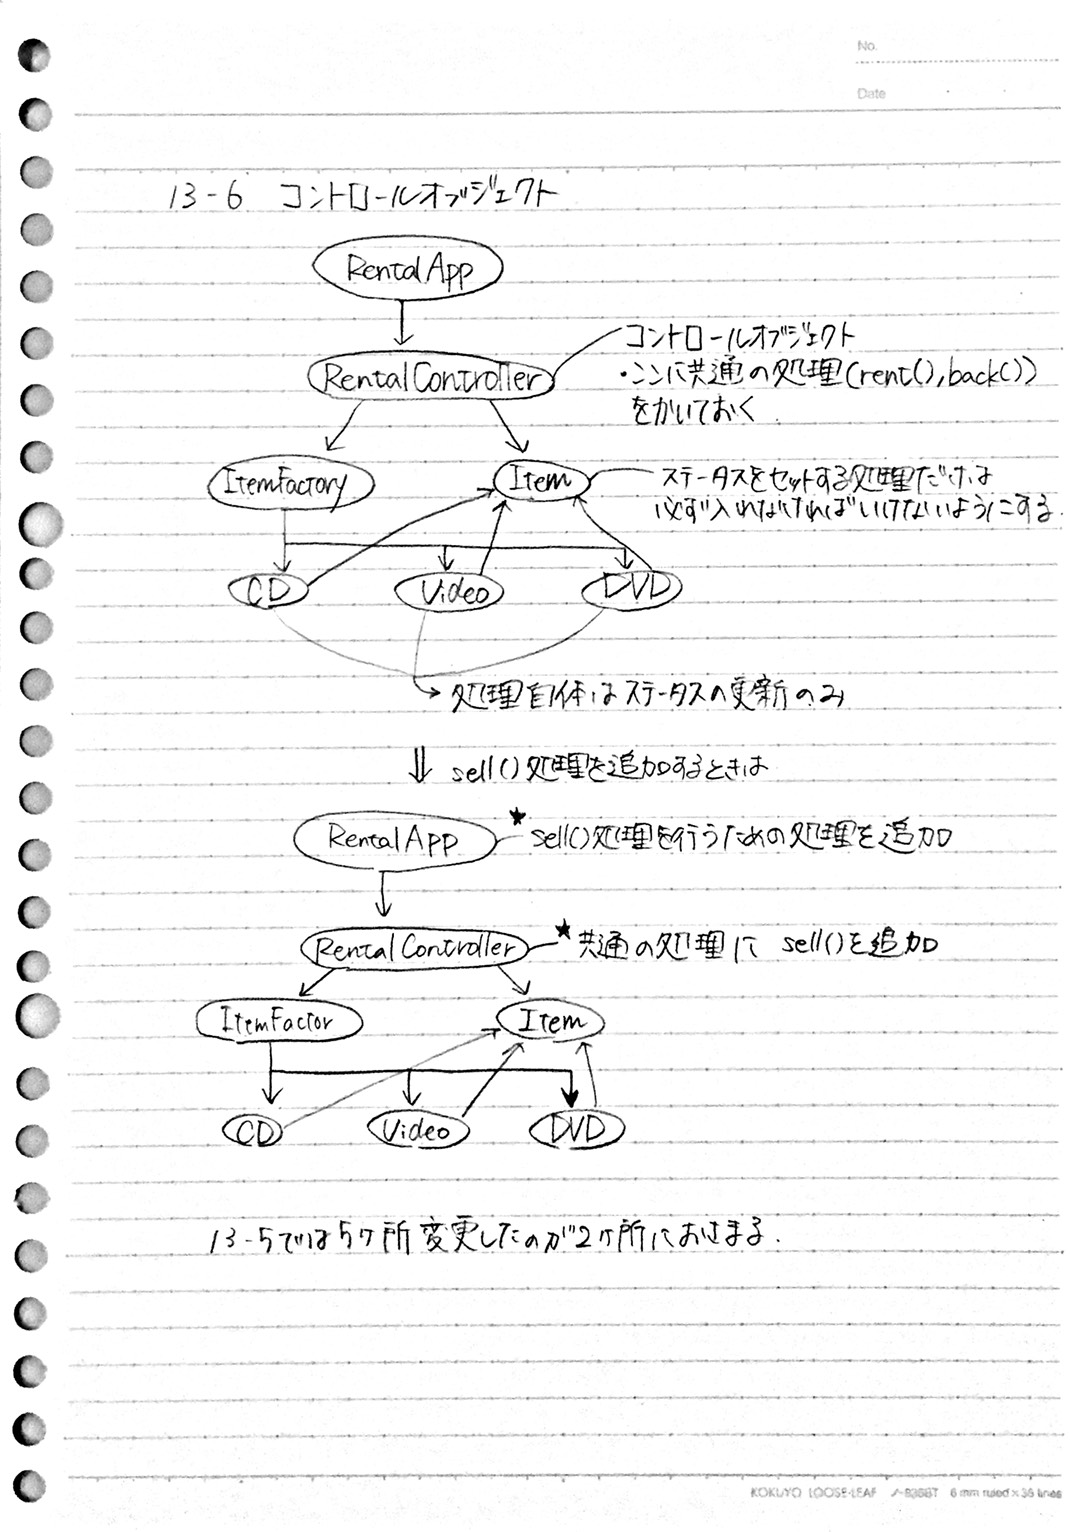 No.
Date
13-6 コントロールオブジェクト
RentalApp
コントロールオブジェクト
RentalController
・ここに共通の処理(rent(),back())
をかいておく
ItemFactory
Item
ステータスをセットする処理だけは
必ず入れなければいけないようにする.
CD
Video
DVD
処理自体はステータスの更新のみ
⇓ sell()処理を追加するときは
RentalApp
★ sell()処理を行うための処理を追加
RentalController
★ 共通の処理に sell()を追加
ItemFactor
Item
CD
Video
DVD
13-5では5ヶ所変更したのが2ヶ所におさまる.
KOKUYO LOOSE-LEAF ノ-836BT 6 mm ruled × 36 lines